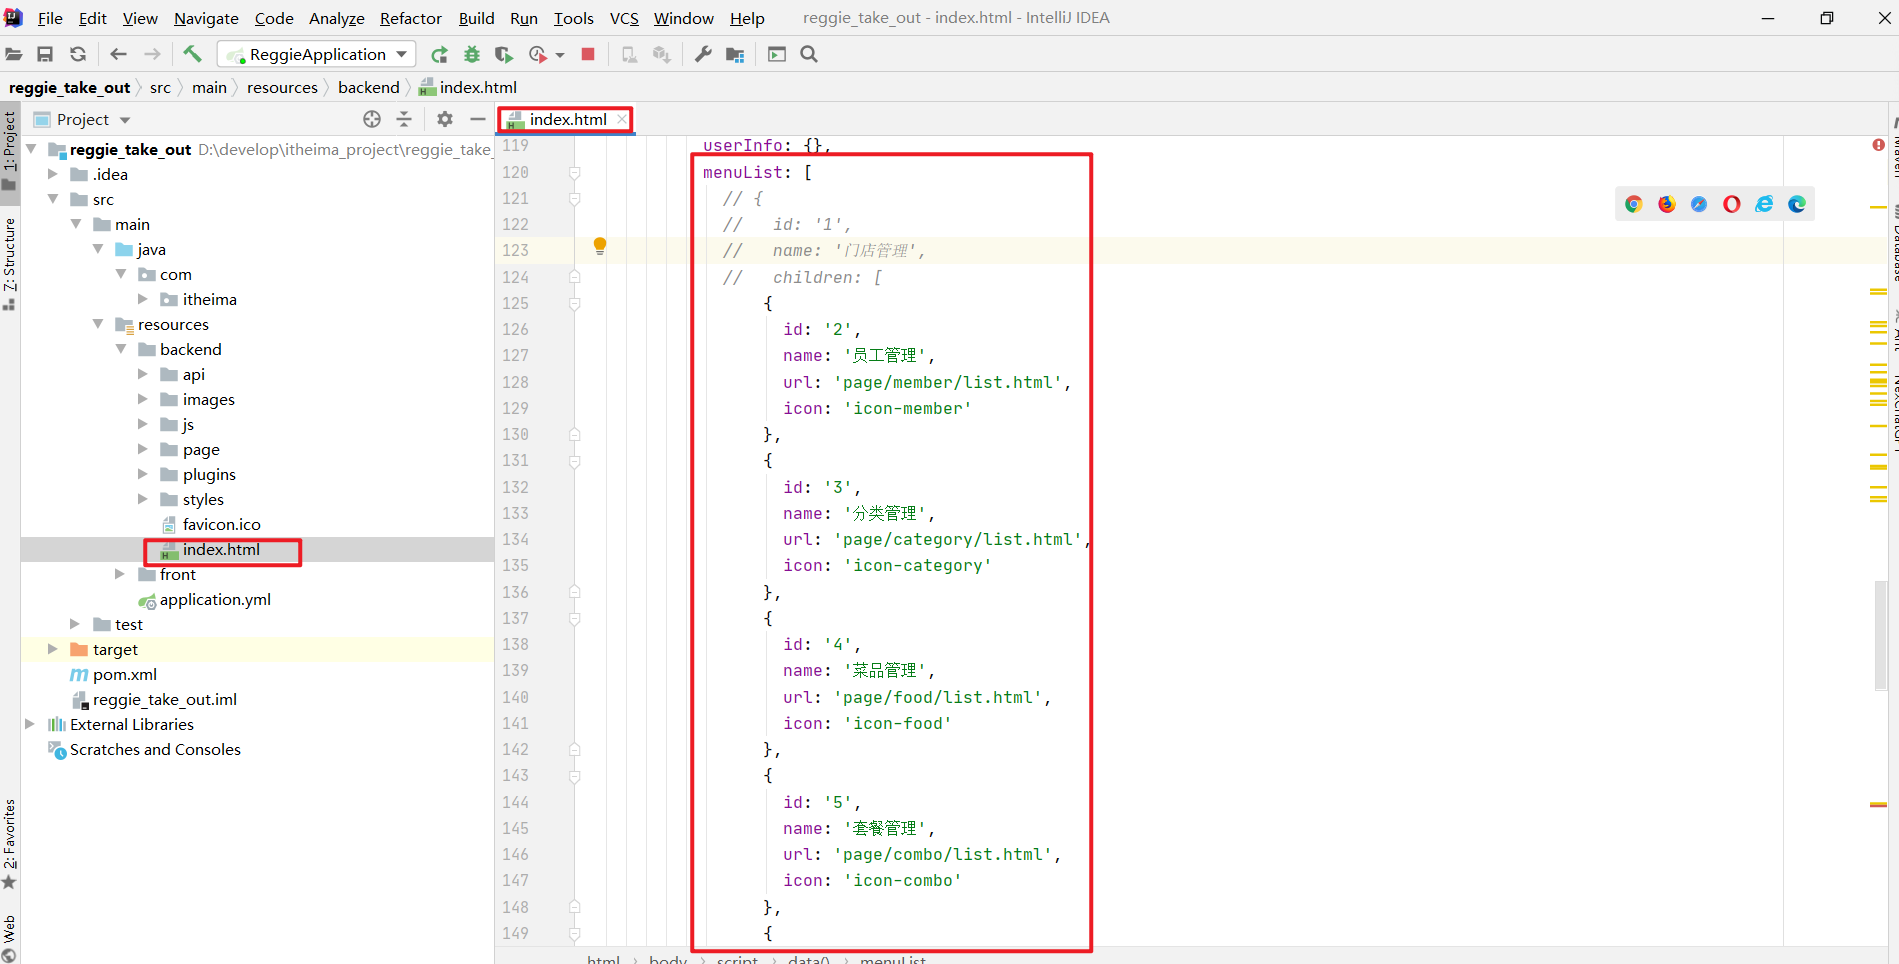 File Edit View Navigate Code Analyze Refactor Build Run Tools VCS Window Help reggie_take_out - index.html - IntelliJ IDEA
ReggieApplication
reggie_take_out src main resources backend index.html
Project
index.html
1: Project
Z: Structure
2: Favorites
Web
reggie_take_out D:\develop\itheima_project\reggie_take_
.idea
src
main
java
com
itheima
resources
backend
api
images
js
page
plugins
styles
favicon.ico
index.html
front
application.yml
test
target
pom.xml
reggie_take_out.iml
External Libraries
Scratches and Consoles
119 userInfo: {},
120 menuList: [
121 // {
122 // id: '1',
123 // name: '门店管理',
124 // children: [
125 {
126 id: '2',
127 name: '员工管理',
128 url: 'page/member/list.html',
129 icon: 'icon-member'
130 },
131 {
132 id: '3',
133 name: '分类管理',
134 url: 'page/category/list.html',
135 icon: 'icon-category'
136 },
137 {
138 id: '4',
139 name: '菜品管理',
140 url: 'page/food/list.html',
141 icon: 'icon-food'
142 },
143 {
144 id: '5',
145 name: '套餐管理',
146 url: 'page/combo/list.html',
147 icon: 'icon-combo'
148 },
149 {
html body script data() menuList
Maven
Database
Ant